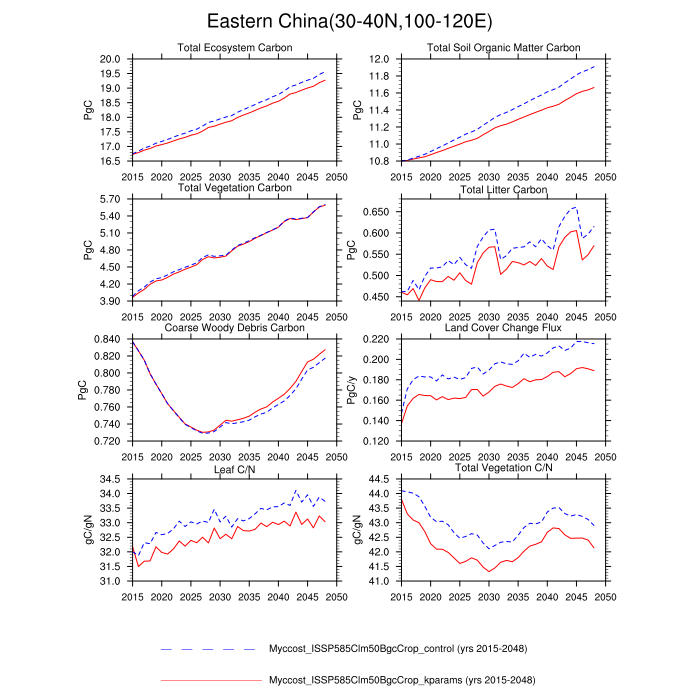 Eastern China(30-40N,100-120E)
Total Ecosystem Carbon
PgC
20.0
19.5
19.0
18.5
18.0
17.5
17.0
16.5
2015 2020 2025 2030 2035 2040 2045 2050
Total Soil Organic Matter Carbon
PgC
12.0
11.8
11.6
11.4
11.2
11.0
10.8
2015 2020 2025 2030 2035 2040 2045 2050
Total Vegetation Carbon
PgC
5.70
5.40
5.10
4.80
4.50
4.20
3.90
2015 2020 2025 2030 2035 2040 2045 2050
Total Litter Carbon
PgC
0.650
0.600
0.550
0.500
0.450
2015 2020 2025 2030 2035 2040 2045 2050
Coarse Woody Debris Carbon
PgC
0.840
0.820
0.800
0.780
0.760
0.740
0.720
2015 2020 2025 2030 2035 2040 2045 2050
Land Cover Change Flux
PgC/y
0.220
0.200
0.180
0.160
0.140
0.120
2015 2020 2025 2030 2035 2040 2045 2050
Leaf C/N
gC/gN
34.5
34.0
33.5
33.0
32.5
32.0
31.5
31.0
2015 2020 2025 2030 2035 2040 2045 2050
Total Vegetation C/N
gC/gN
44.5
44.0
43.5
43.0
42.5
42.0
41.5
41.0
2015 2020 2025 2030 2035 2040 2045 2050
Myccost_ISSP585Clm50BgcCrop_control (yrs 2015-2048)
Myccost_ISSP585Clm50BgcCrop_kparams (yrs 2015-2048)